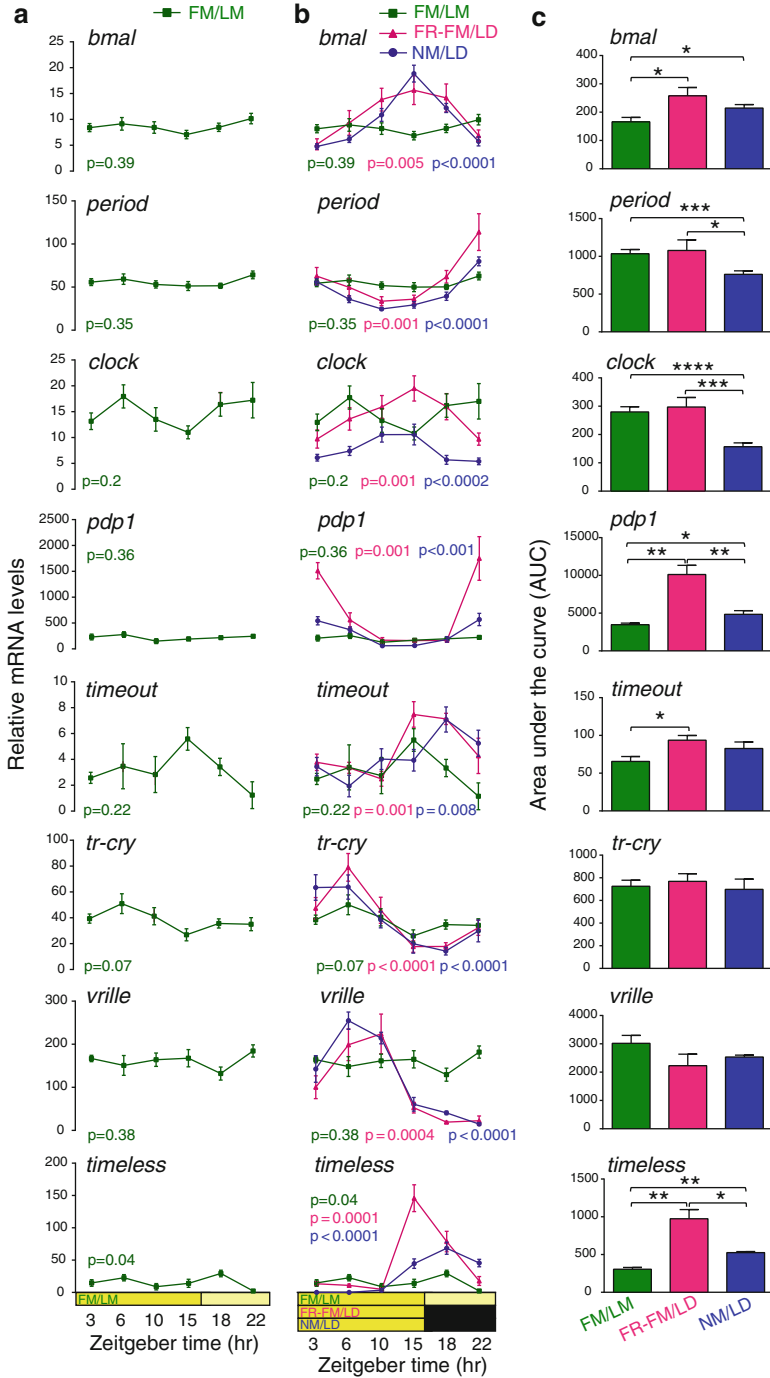 a
FM/LM
bmal
25
20
15
10
5
0
p=0.39
period
150
100
50
0
p=0.35
clock
25
20
15
10
5
0
p=0.2
pdp1
2500
2000
1500
1000
500
0
p=0.36
timeout
8
6
4
2
0
p=0.22
tr-cry
100
80
60
40
20
0
p=0.07
vrille
300
200
100
0
p=0.38
timeless
200
150
100
50
0
p=0.04
FM/LM
3 6 10 15 18 22
Zeitgeber time (hr)
Relative mRNA levels
b
FM/LM
FR-FM/LD
NM/LD
bmal
p=0.39 p=0.005 p<0.0001
period
p=0.35 p=0.001 p<0.0001
clock
p=0.2 p=0.001 p<0.0002
pdp1
p=0.36 p=0.001 p<0.001
timeout
p=0.22 p=0.001 p=0.008
tr-cry
p=0.07 p<0.0001 p<0.0001
vrille
p=0.38 p=0.0004 p<0.0001
timeless
p=0.04
p=0.0001
p<0.0001
FM/LM
FR-FM/LD
NM/LD
3 6 10 15 18 22
Zeitgeber time (hr)
c
bmal
400
300
200
100
0
*
*
period
1500
1000
500
0
***
*
clock
400
300
200
100
0
****
***
pdp1
15000
10000
5000
0
*
** **
timeout
150
100
50
0
*
tr-cry
1000
800
600
400
200
0
vrille
5000
4000
3000
2000
1000
0
timeless
1500
1000
500
0
**
** *
FM/LM
FR-FM/LD
NM/LD
Area under the curve (AUC)